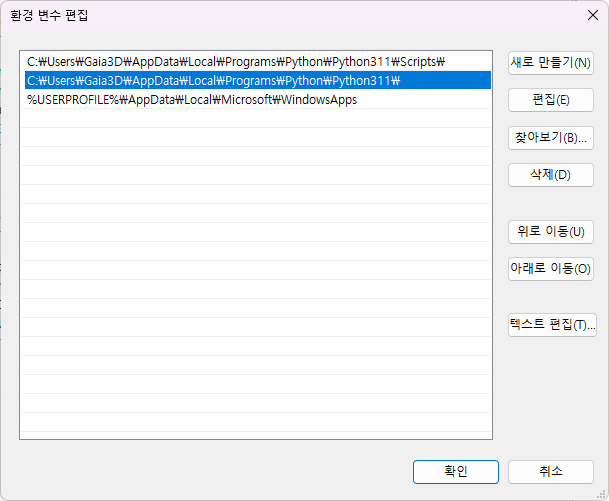 환경 변수 편집
C:₩Users₩Gaia3D₩AppData₩Local₩Programs₩Python₩Python311₩Scripts₩
C:₩Users₩Gaia3D₩AppData₩Local₩Programs₩Python₩Python311₩
%USERPROFILE%₩AppData₩Local₩Microsoft₩WindowsApps
새로 만들기(N)
편집(E)
찾아보기(B)...
삭제(D)
위로 이동(U)
아래로 이동(O)
텍스트 편집(T)...
확인
취소